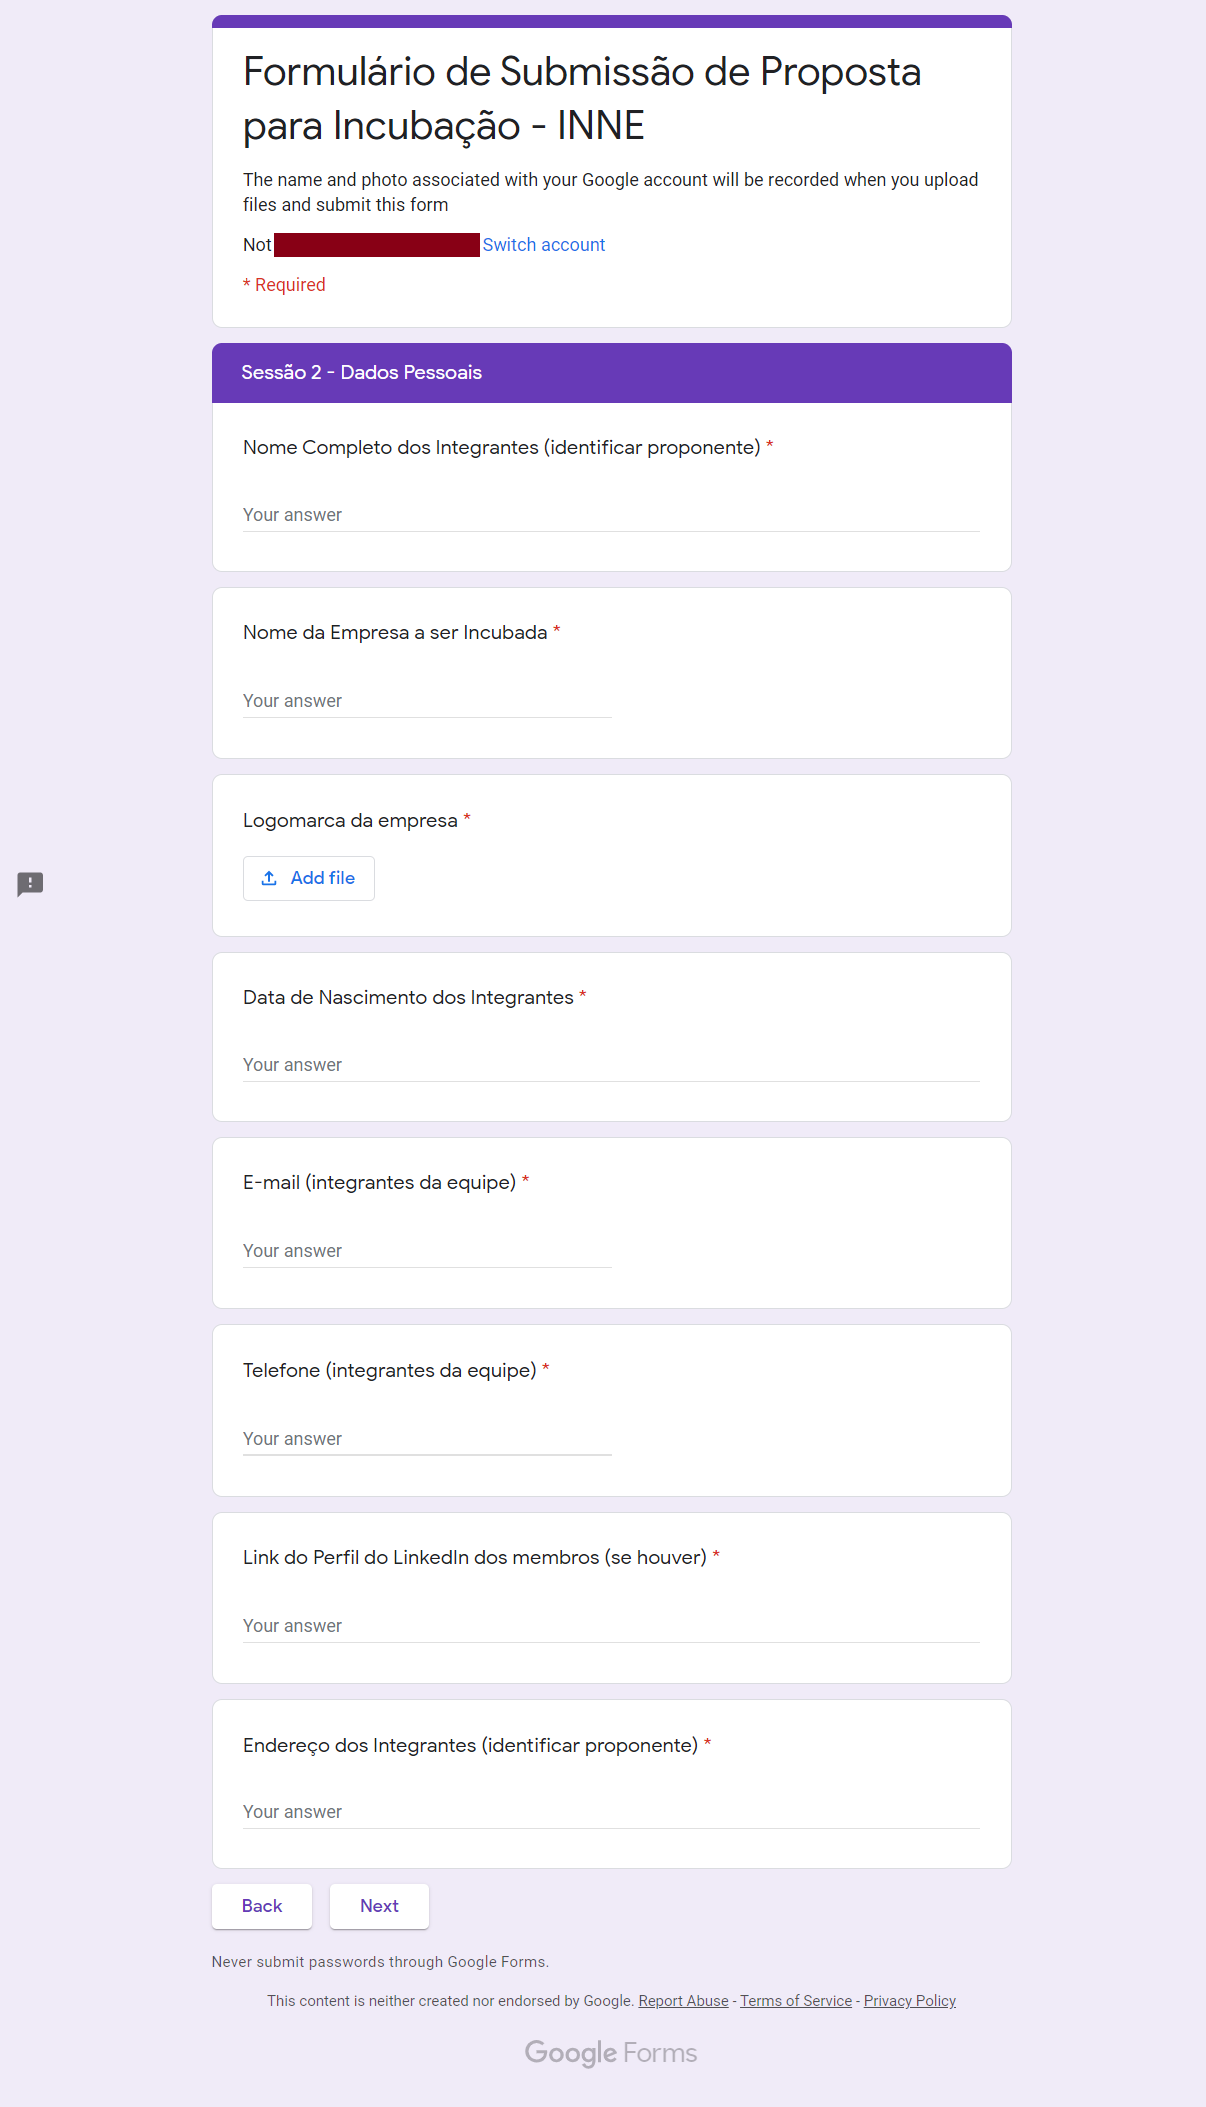 Formulário de Submissão de Proposta
para Incubação - INNE
The name and photo associated with your Google account will be recorded when you upload
files and submit this form
Not Switch account
* Required
Sessão 2 - Dados Pessoais
Nome Completo dos Integrantes (identificar proponente) *
Your answer
Nome da Empresa a ser Incubada *
Your answer
Logomarca da empresa *
Add file
Data de Nascimento dos Integrantes *
Your answer
E-mail (integrantes da equipe) *
Your answer
Telefone (integrantes da equipe) *
Your answer
Link do Perfil do LinkedIn dos membros (se houver) *
Your answer
Endereço dos Integrantes (identificar proponente) *
Your answer
Back Next
Never submit passwords through Google Forms.
This content is neither created nor endorsed by Google. Report Abuse - Terms of Service - Privacy Policy
Google Forms